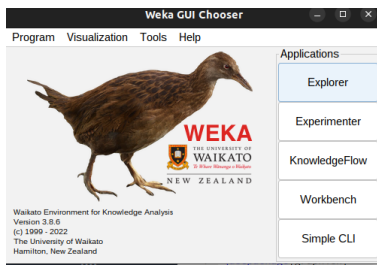 Weka GUI Chooser
Program Visualization Tools Help
Applications
Explorer
Experimenter
KnowledgeFlow
Workbench
Simple CLI
WEKA
THE UNIVERSITY OF
WAIKATO
NEW ZEALAND
Waikato Environment for Knowledge Analysis
Version 3.8.6
(c) 1999 - 2022
The University of Waikato
Hamilton, New Zealand